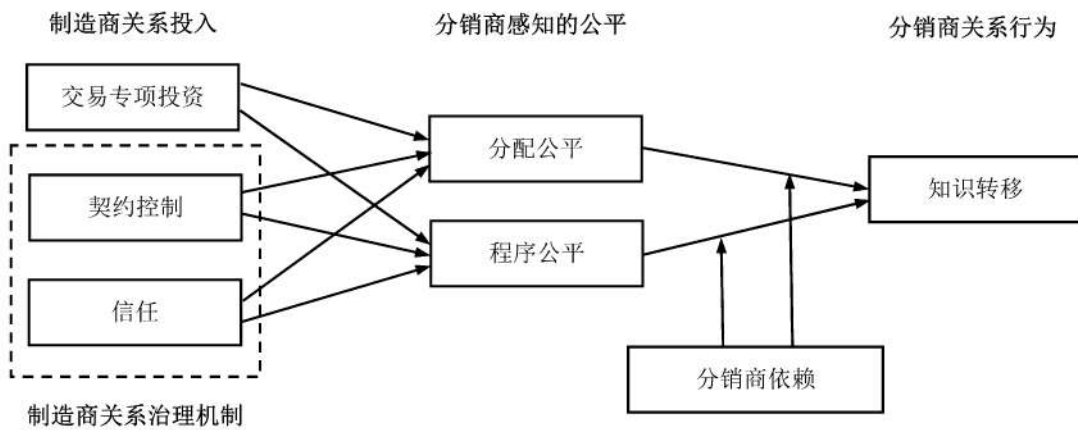 制造商关系投入
分销商感知的公平
分销商关系行为
交易专项投资
分配公平
契约控制
知识转移
程序公平
信任
分销商依赖
制造商关系治理机制